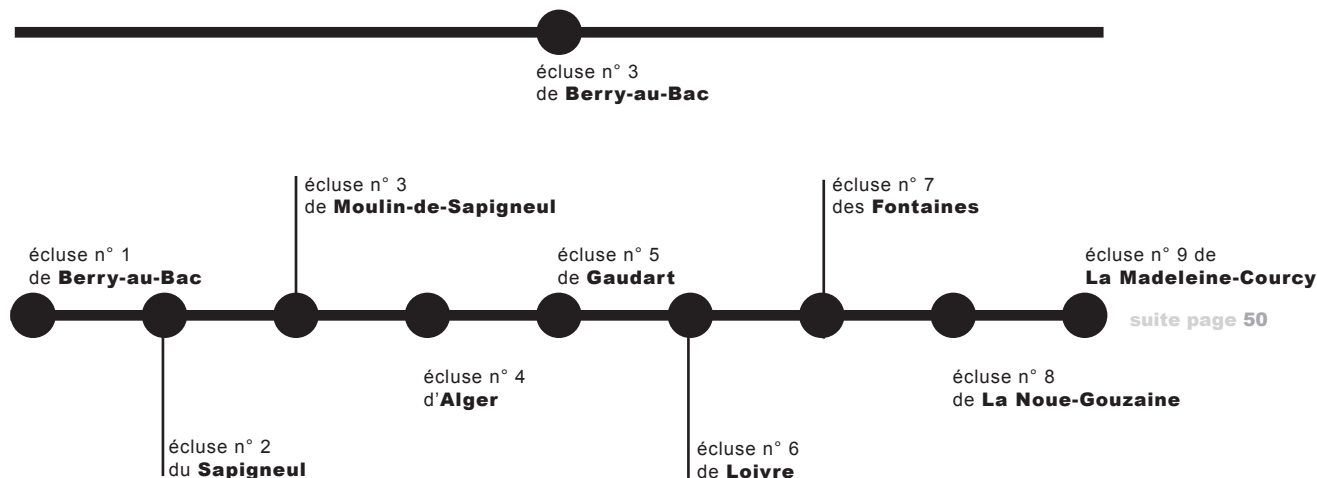 écluse n° 3
de Berry-au-Bac
écluse n° 3
de Moulin-de-Sapigneul
écluse n° 7
des Fontaines
écluse n° 1
de Berry-au-Bac
écluse n° 5
de Gaudart
écluse n° 9 de
La Madeleine-Courcy
suite page 50
écluse n° 4
d'Alger
écluse n° 8
de La Noue-Gouzaine
écluse n° 2
du Sapigneul
écluse n° 6
de Loivre